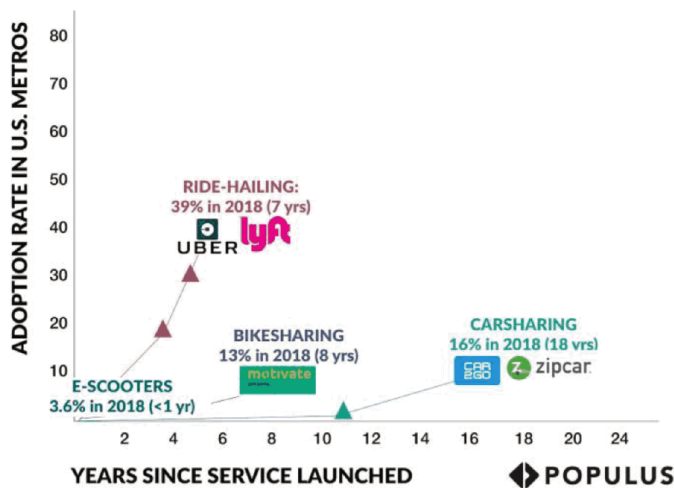 ADOPTION RATE IN U.S. METROS
80
70
60
50
40
30
20
10
RIDE-HAILING:
39% in 2018 (7 yrs)
UBER
lyft
BIKESHARING
13% in 2018 (8 yrs)
motivate
CARSHARING
16% in 2018 (18 yrs)
CAR
2GO
Z zipcar
E-SCOOTERS
3.6% in 2018 (<1 yr)
2 4 6 8 10 12 14 16 18 20 22 24
YEARS SINCE SERVICE LAUNCHED
POPULUS